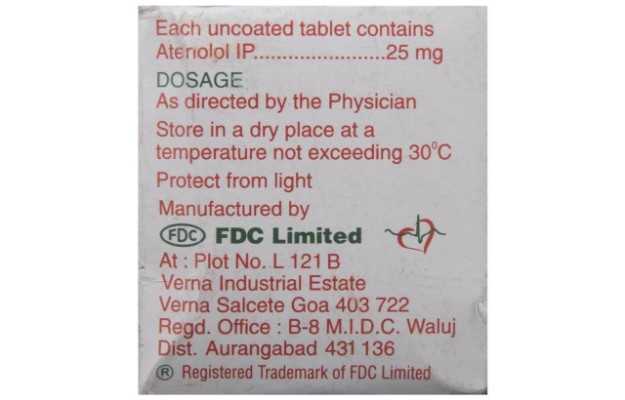 Each uncoated tablet contains
Atenolol IP.......................25 mg
DOSAGE
As directed by the Physician
Store in a dry place at a
temperature not exceeding 30°C
Protect from light
Manufactured by
FDC FDC Limited
At : Plot No. L 121 B
Verna Industrial Estate
Verna Salcete Goa 403 722
Regd. Office : B-8 M.I.D.C. Waluj
Dist. Aurangabad 431 136
® Registered Trademark of FDC Limited